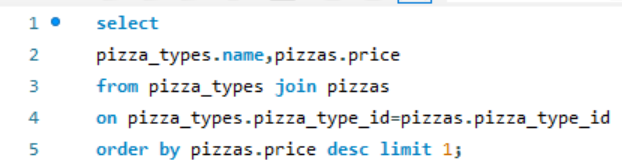 1 select
2 pizza_types.name,pizzas.price
3 from pizza_types join pizzas
4 on pizza_types.pizza_type_id=pizzas.pizza_type_id
5 order by pizzas.price desc limit 1;